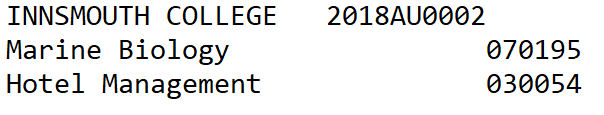 INNSMOUTH COLLEGE   2018AU0002
Marine Biology                070195
Hotel Management              030054